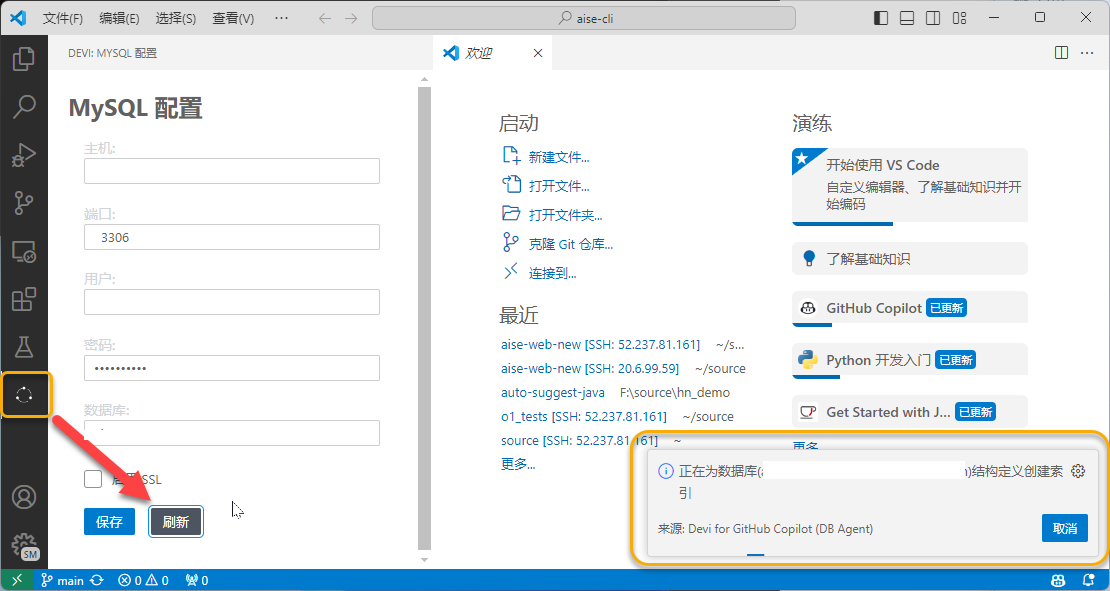 文件(F) 编辑(E) 选择(S) 查看(V) ··· aise-cli
DEVI: MYSQL 配置
欢迎
MySQL 配置
主机:
端口:
3306
用户:
密码:
••••••••••
数据库:
SSL
保存 刷新
启动
新建文件...
打开文件...
打开文件夹...
克隆 Git 仓库...
连接到...
最近
aise-web-new [SSH: 52.237.81.161] ~/s...
aise-web-new [SSH: 20.6.99.59] ~/source
auto-suggest-java F:\source\hn_demo
o1_tests [SSH: 52.237.81.161] ~/source
source [SSH: 52.237.81.161] ~
更多...
演练
开始使用 VS Code
自定义编辑器、了解基础知识并开
始编码
了解基础知识
GitHub Copilot 已更新
Python 开发入门 已更新
Get Started with J... 已更新
更多...
正在为数据库( )结构定义创建索
引
来源: Devi for GitHub Copilot (DB Agent)
取消
SM
main 0 0 0